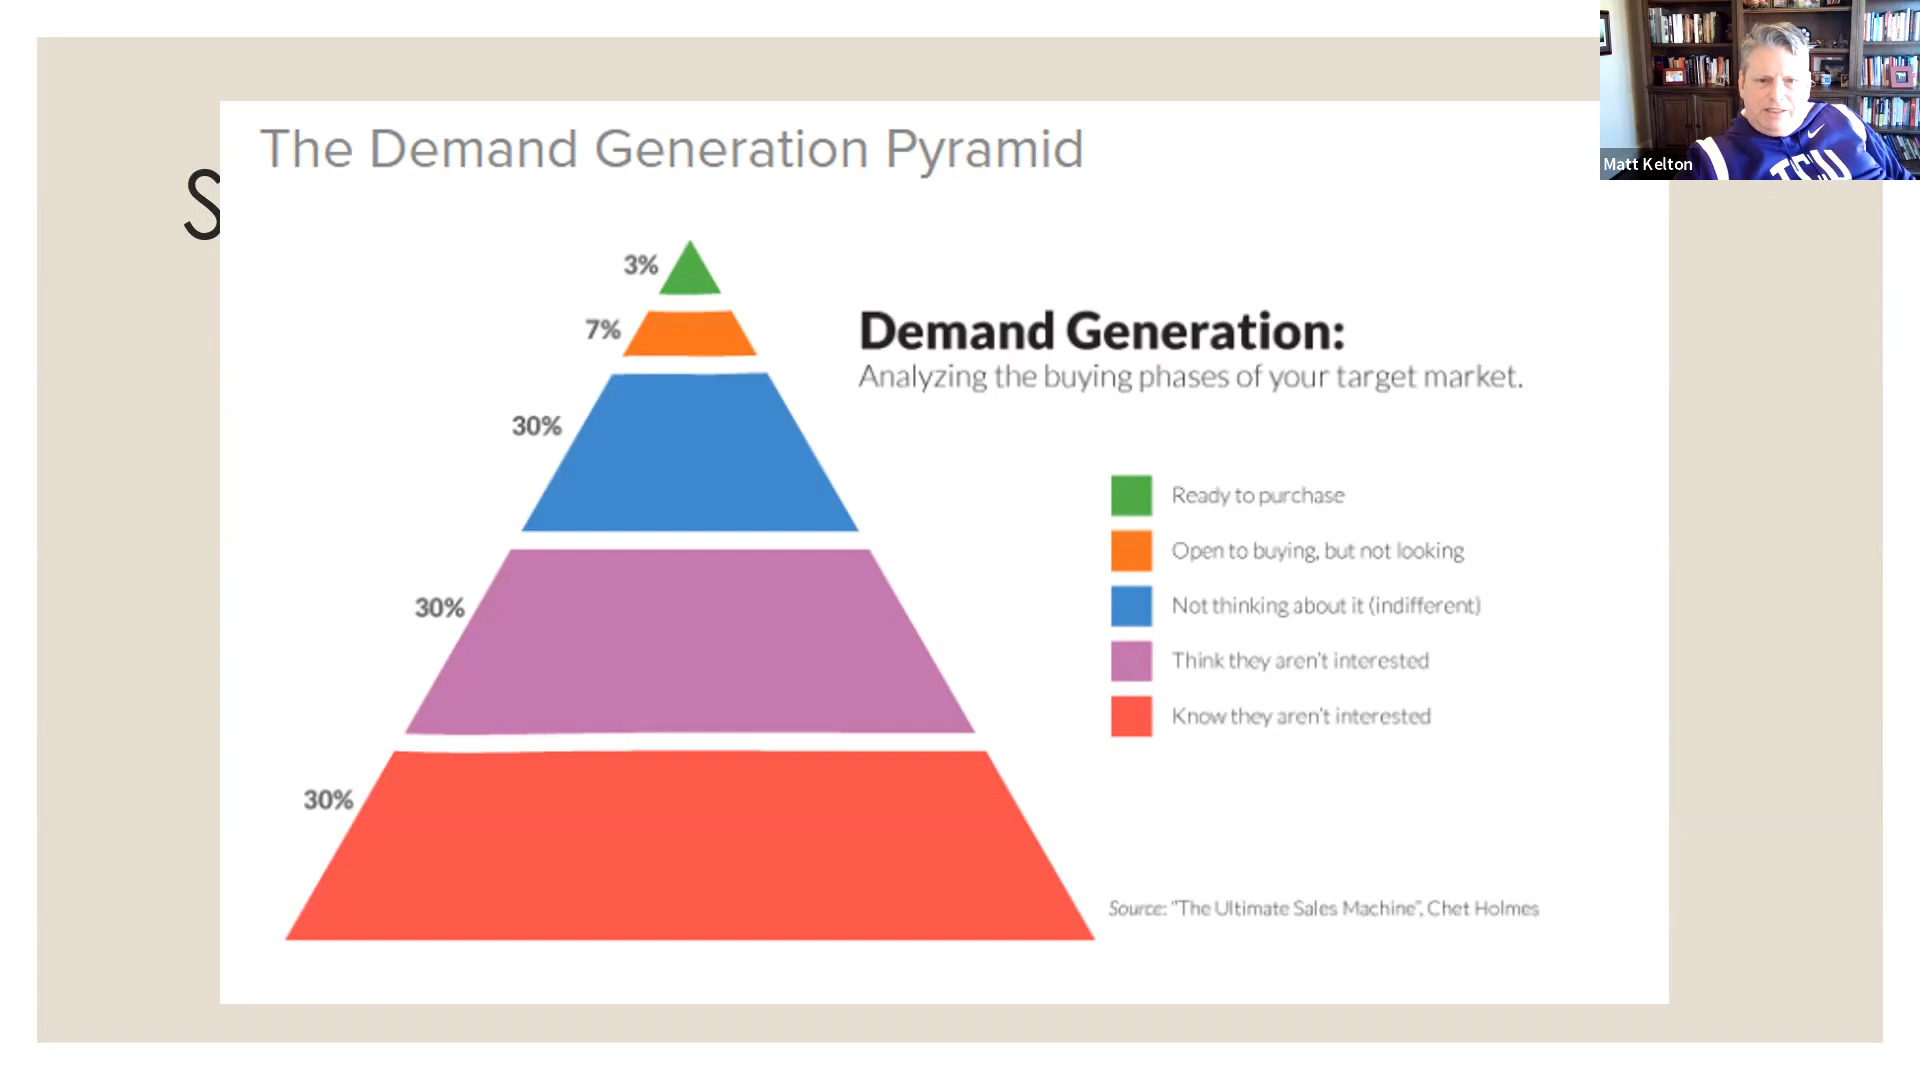 The Demand Generation Pyramid
S
3%
7%
30%
30%
30%
Demand Generation:
Analyzing the buying phases of your target market.
Ready to purchase
Open to buying, but not looking
Not thinking about it (indifferent)
Think they aren't interested
Know they aren't interested
Source: "The Ultimate Sales Machine", Chet Holmes
Matt Kelton
TCU